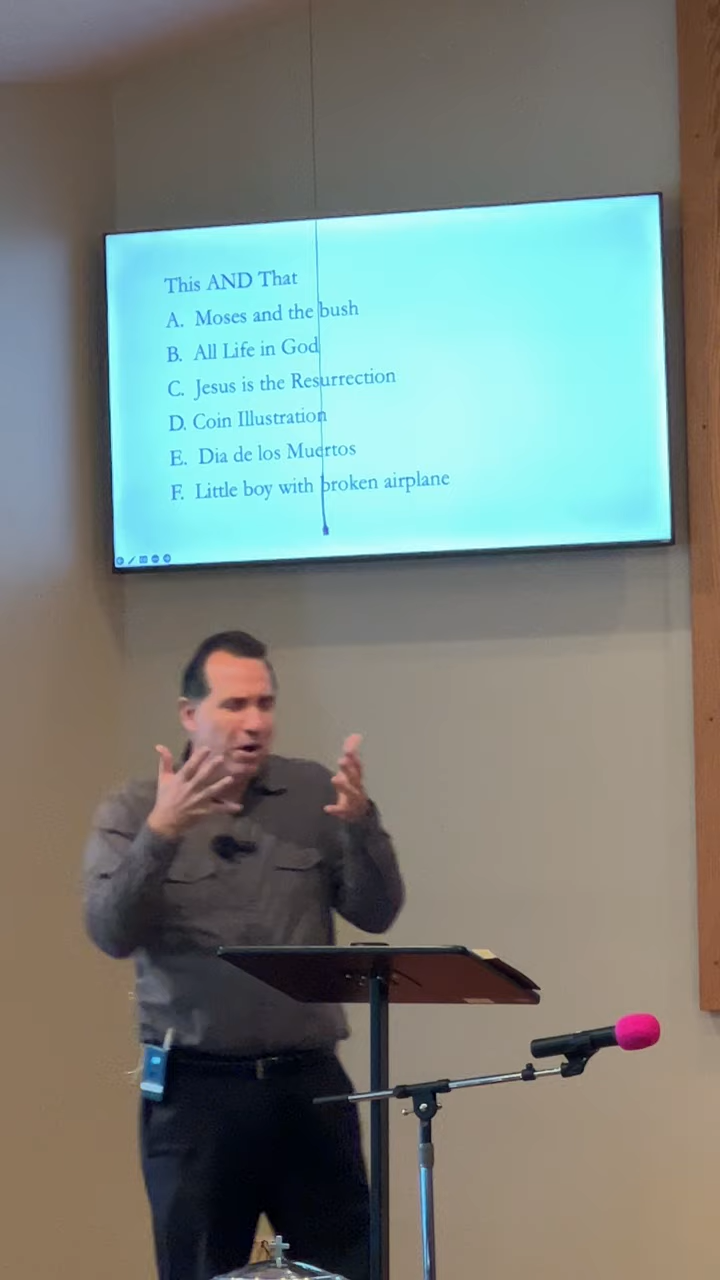 This AND That
A. Moses and the bush
B. All Life in God
C. Jesus is the Resurrection
D. Coin Illustration
E. Dia de los Muertos
F. Little boy with broken airplane